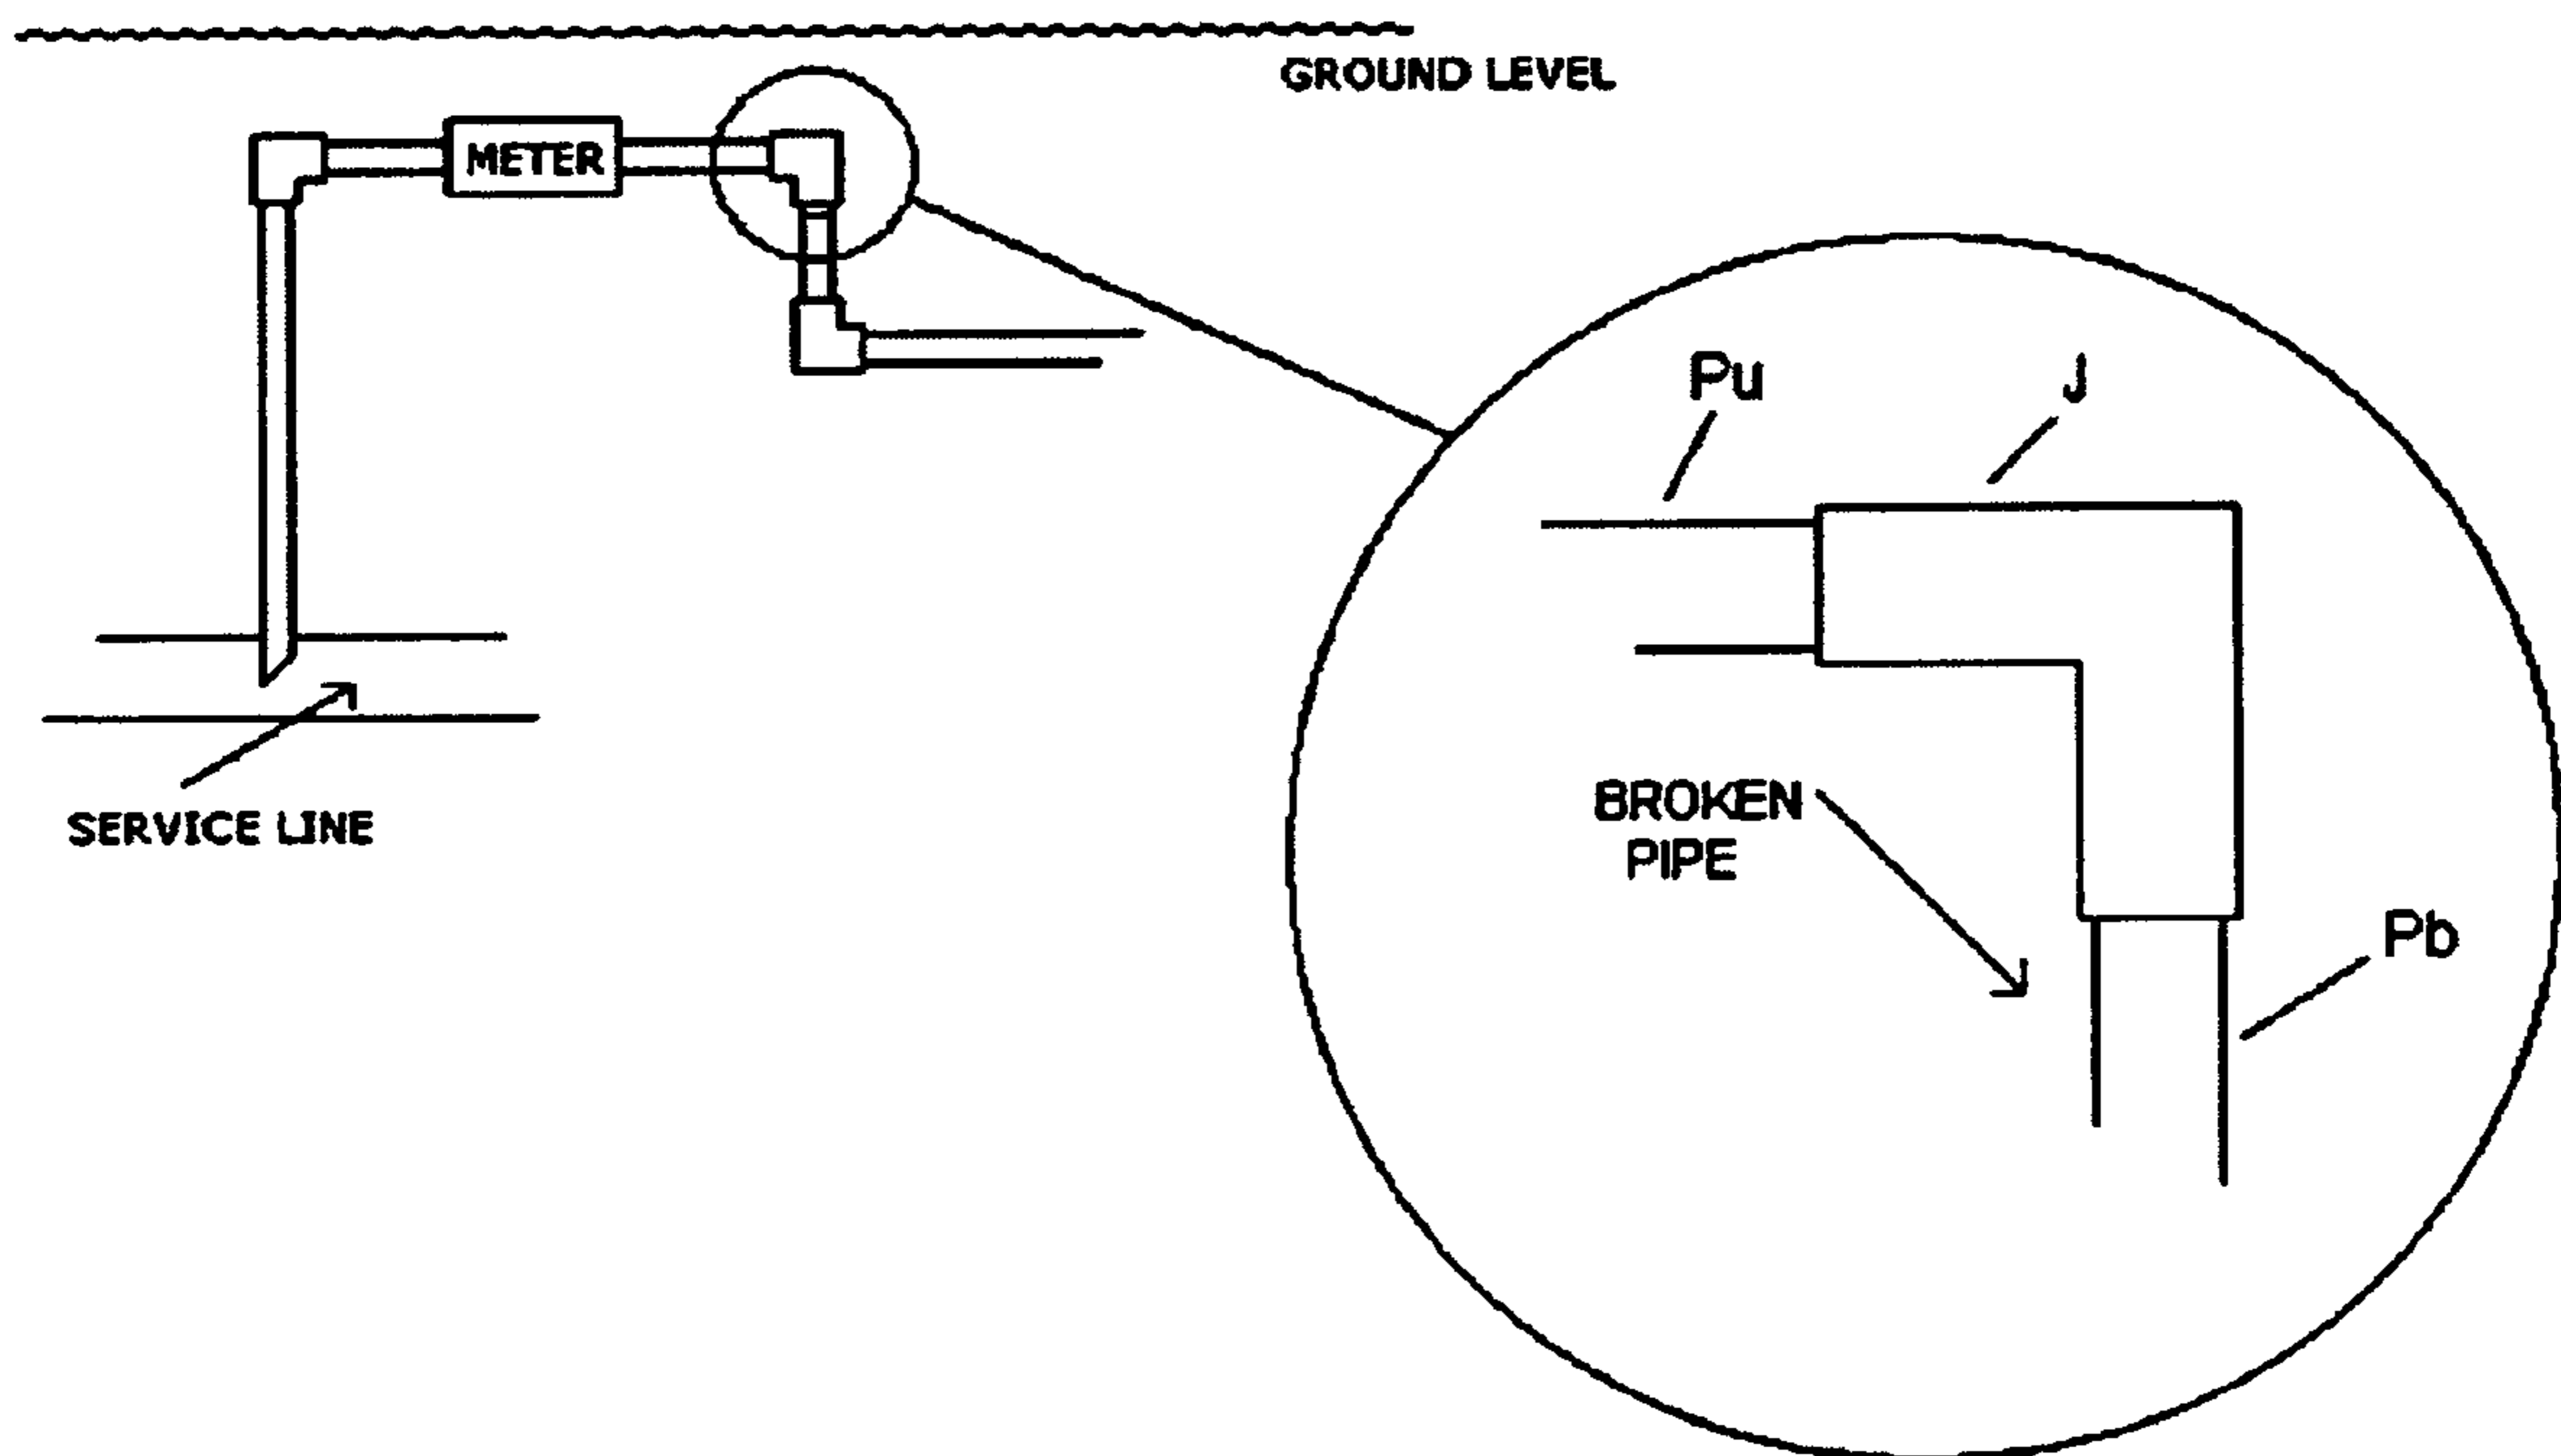 GROUND LEVEL
METER
Pu
J
BROKEN
PIPE
SERVICE LINE
Pb